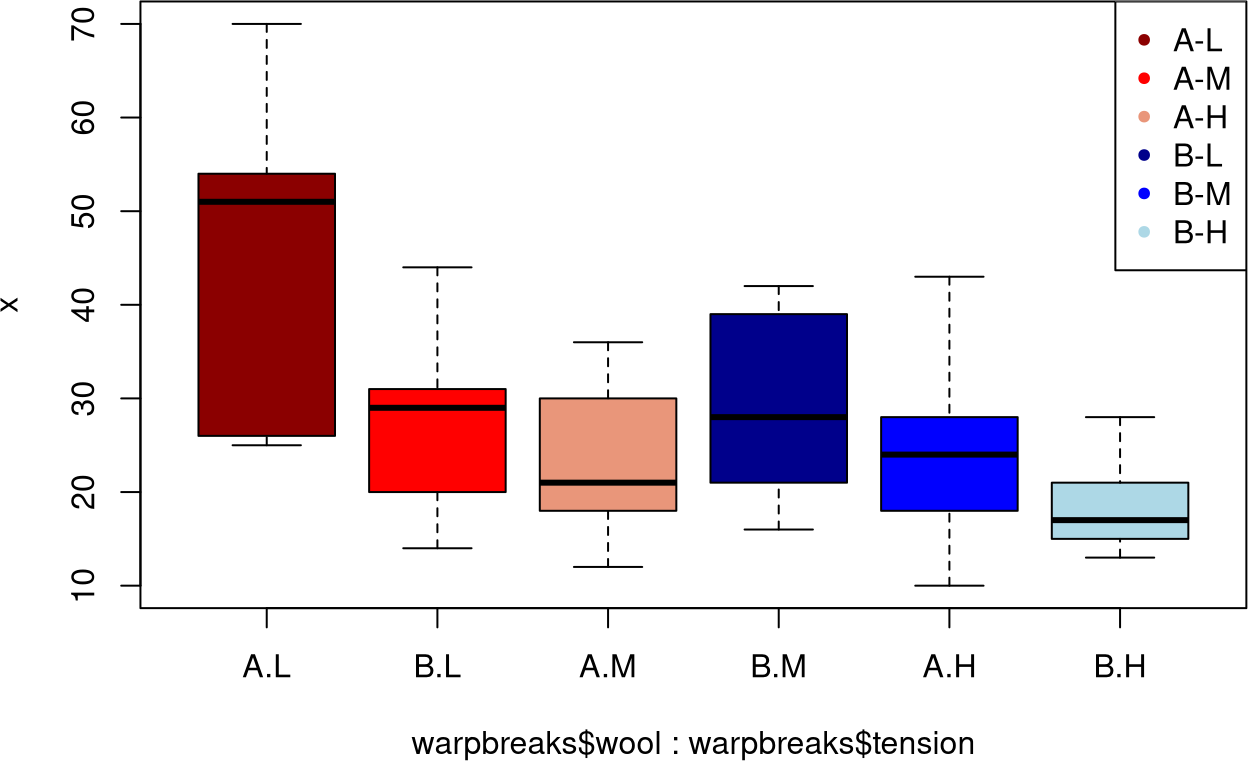 70
60
50
40
30
20
10
x
A-L
A-M
A-H
B-L
B-M
B-H
A.L B.L A.M B.M A.H B.H
warpbreaks$wool : warpbreaks$tension